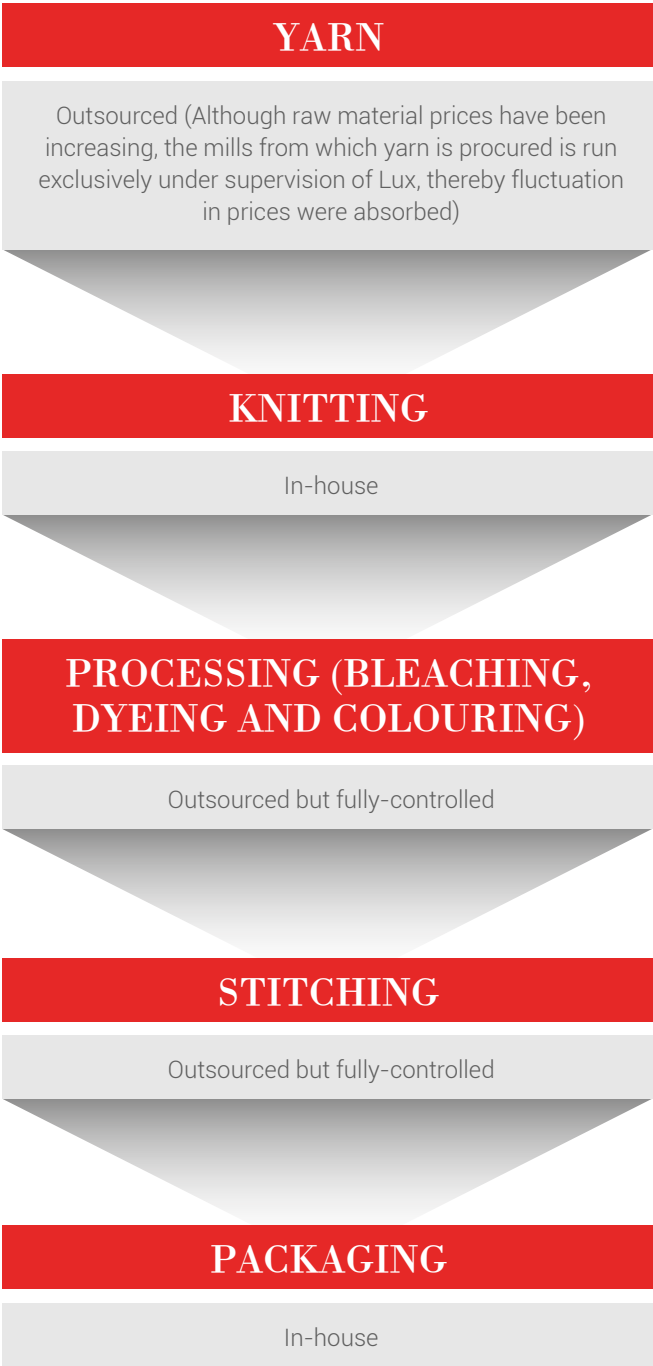 YARN
Outsourced (Although raw material prices have been
increasing, the mills from which yarn is procured is run
exclusively under supervision of Lux, thereby fluctuation
in prices were absorbed)
KNITTING
In-house
PROCESSING (BLEACHING,
DYEING AND COLOURING)
Outsourced but fully-controlled
STITCHING
Outsourced but fully-controlled
PACKAGING
In-house